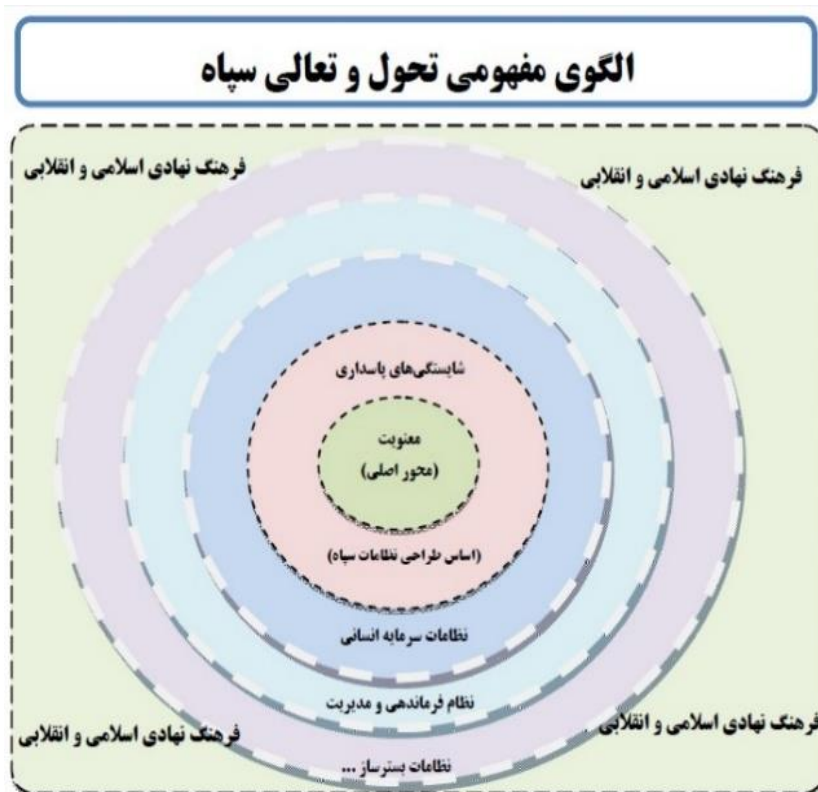 الگوی مفهومی تحول و تعالی سپاه
فرهنگ نهادی اسلامی و انقلابی
فرهنگ نهادی اسلامی و انقلابی
شایستگی‌های پاسداری
معنویت
(محور اصلی)
(اساس طراحی نظامات سپاه)
نظامات سرمایه انسانی
نظام فرماندهی و مدیریت
فرهنگ نهادی اسلامی و انقلابی
فرهنگ نهادی اسلامی و انقلابی
نظامات بسترساز ...